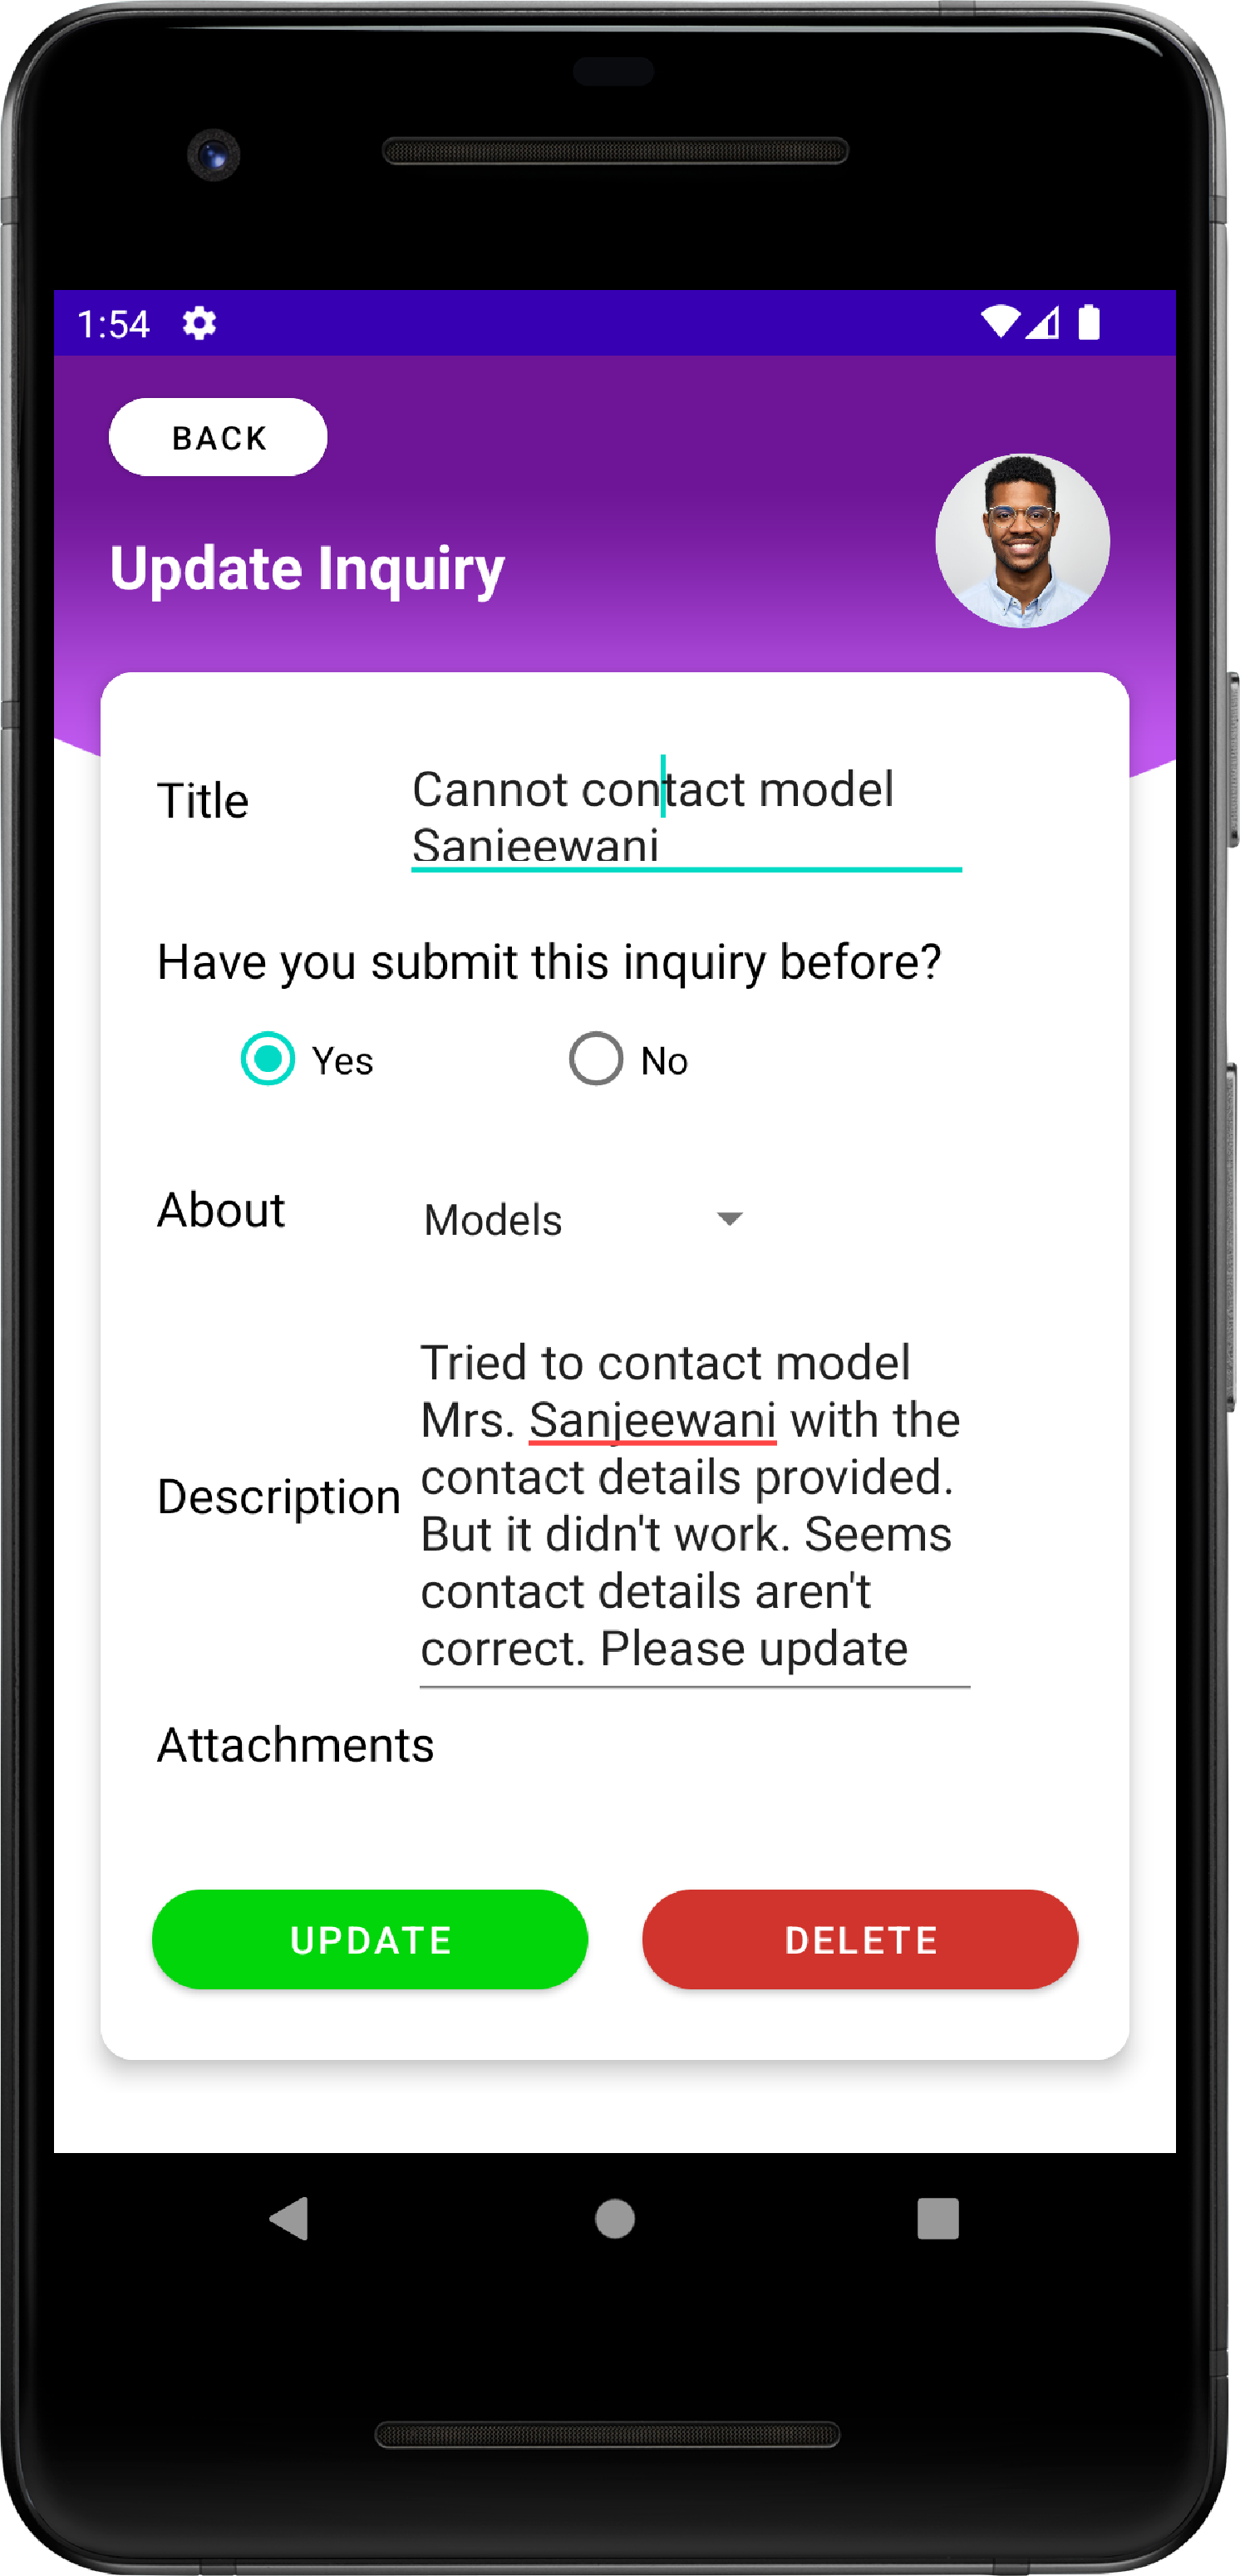 1:54
BACK
Update Inquiry
Title
Cannot contact model
Sanjeewani
Have you submit this inquiry before?
Yes
No
About
Models
Tried to contact model
Mrs. Sanjeewani with the
Description
contact details provided.
But it didn't work. Seems
contact details aren't
correct. Please update
Attachments
UPDATE
DELETE